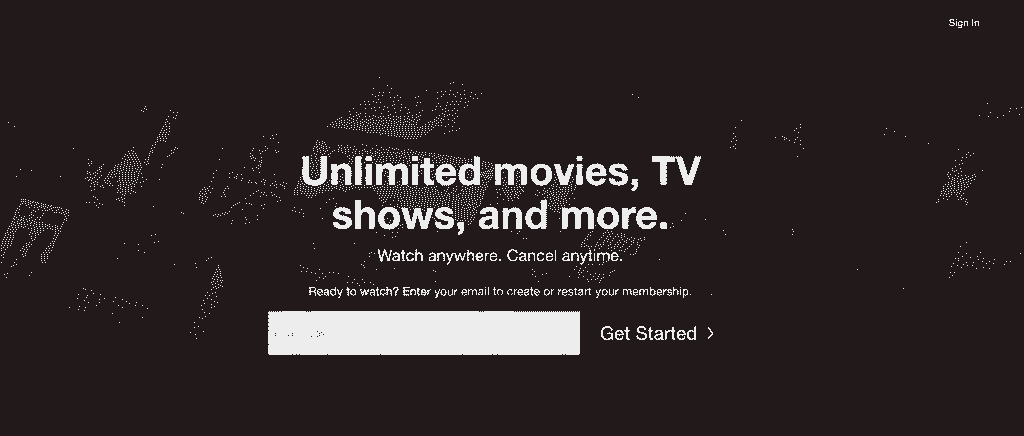 Sign In
Unlimited movies, TV
shows, and more.
Watch anywhere. Cancel anytime.
Ready to watch? Enter your email to create or restart your membership.
Get Started